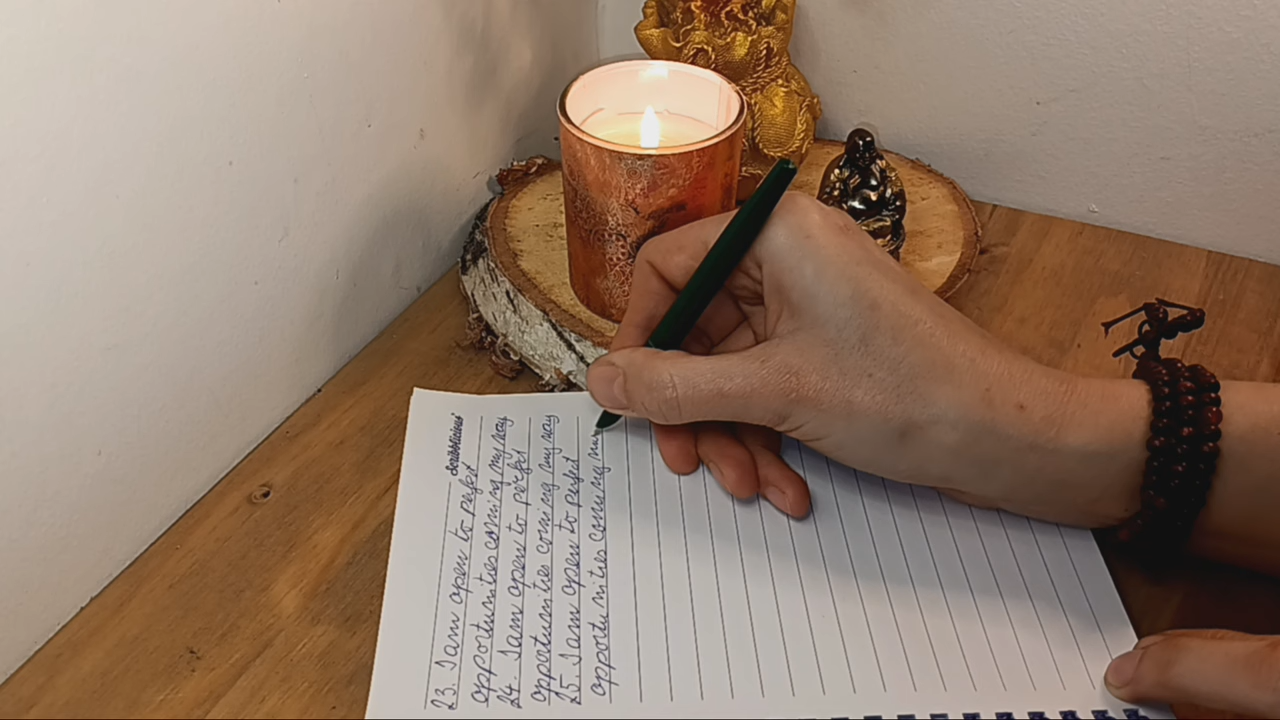 Scribblicious
23. I am open to perfect
opportunities coming my way
24. I am open to perfect
opportunities coming my way
25. I am open to perfect
opportunities coming